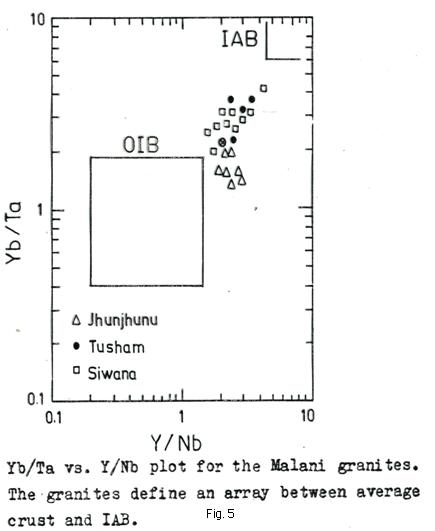 10
IAB
OIB
Yb/Ta
1
△ Jhunjhunu
● Tusham
□ Siwana
0.1
0.1 1 10
Y/Nb
Yb/Ta vs. Y/Nb plot for the Malani granites.
The granites define an array between average
crust and IAB.
Fig. 5